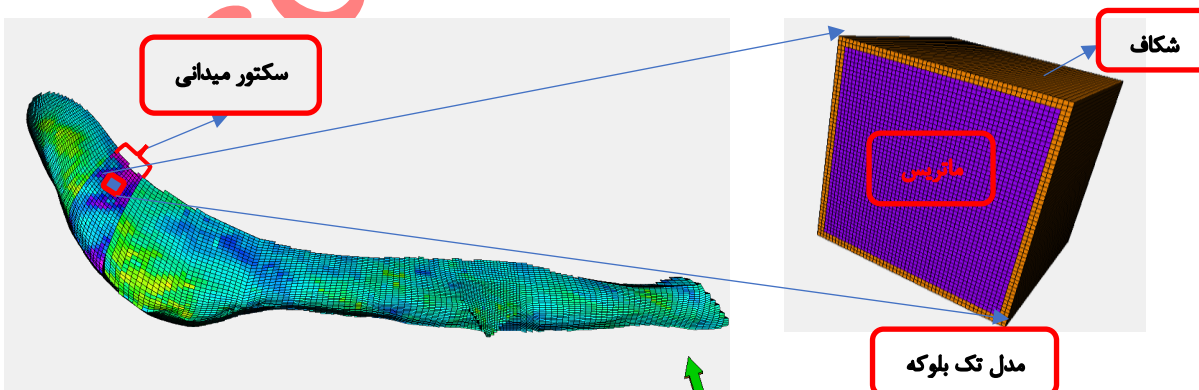 سکتور میدانی
شکاف
ماتریس
مدل تک بلوکه